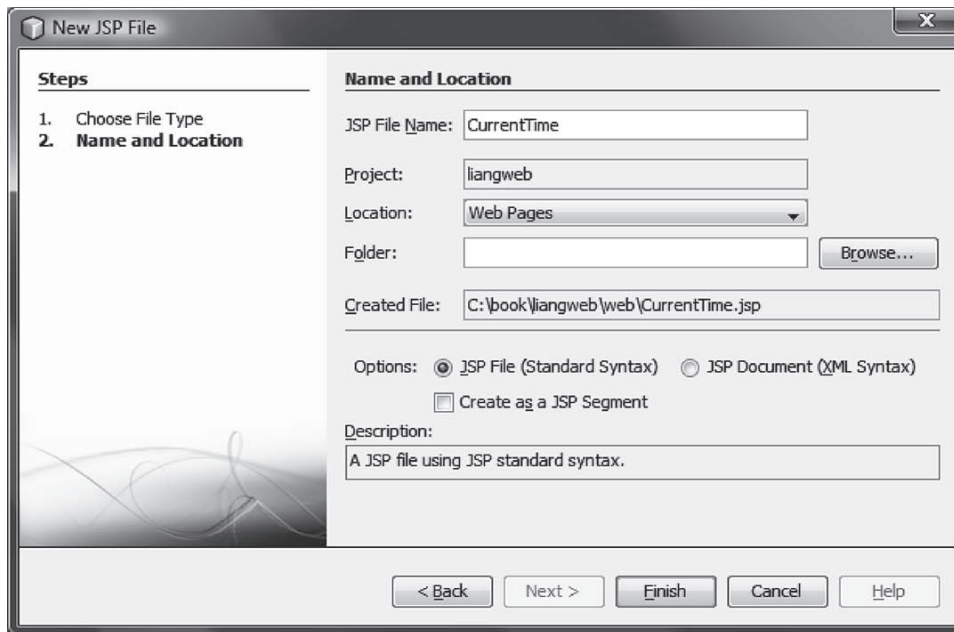 New JSP File
X
Steps
1. Choose File Type
2. Name and Location
Name and Location
JSP File Name: CurrentTime
Project: liangweb
Location: Web Pages
Folder: Browse...
Created File: C:\book\liangweb\web\CurrentTime.jsp
Options: JSP File (Standard Syntax) JSP Document (XML Syntax)
Create as a JSP Segment
Description:
A JSP file using JSP standard syntax.
< Back Next > Finish Cancel Help